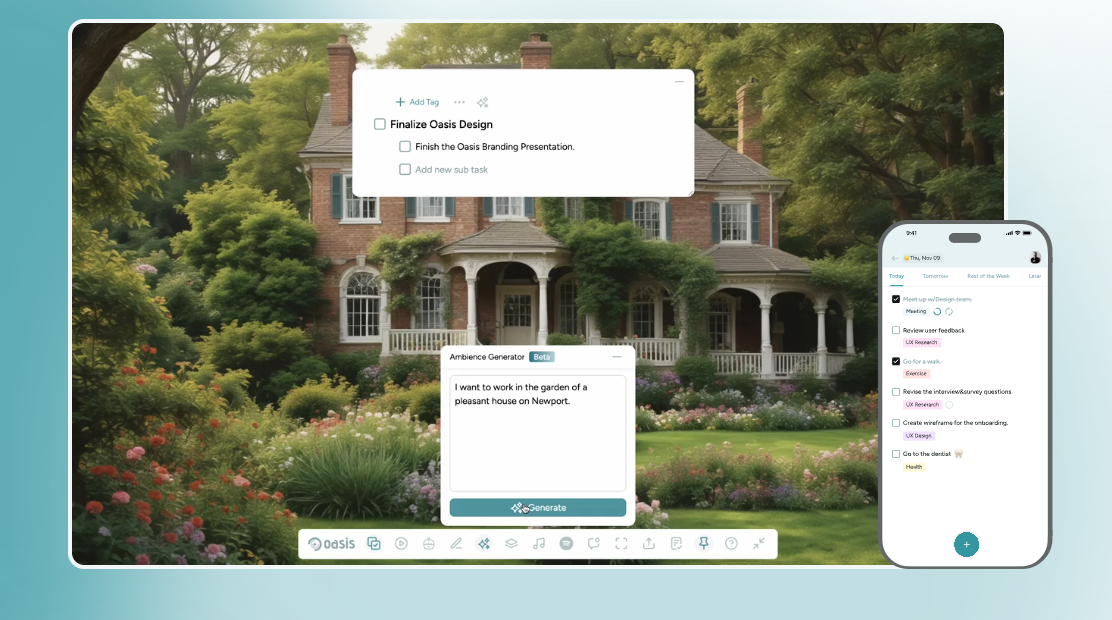 Add Tag
Finalize Oasis Design
Finish the Oasis Branding Presentation.
Add new sub task
Ambience Generator Beta
I want to work in the garden of a
pleasant house on Newport.
Generate
oasis
9:41
Thu, Nov 09
Today Tomorrow Rest of the Week Later
Meet up w/Design team.
Meeting
Review user feedback
UX Research
Go for a walk.
Exercise
Revise the interview&survey questions
UX Research
Create wireframe for the onboarding.
UX Design
Go to the dentist
Health